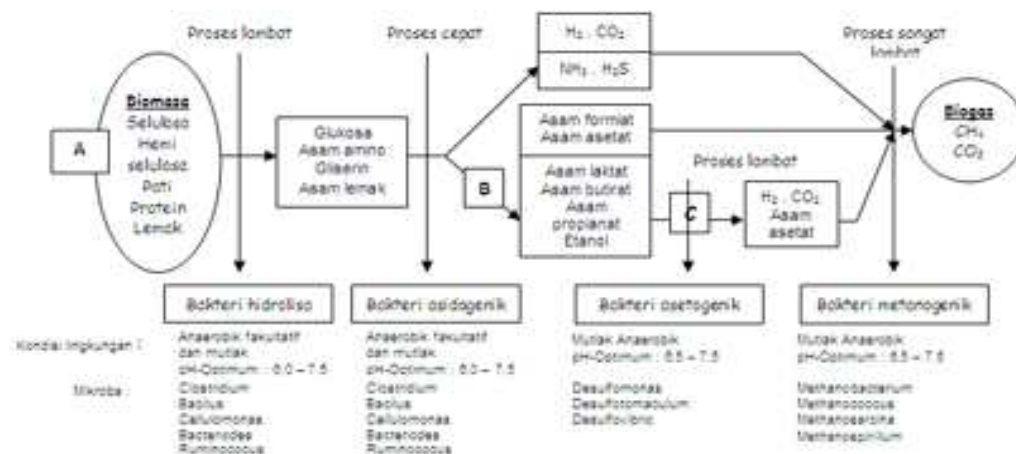 Proses lambat
Proses cepat
Proses sangat
lambat
H₂ . CO₂
NH₃ . H₂S
Biomasa
Selulosa
Hemi
selulosa
Pati
Protein
Lemak
A
Glukosa
Asam amino
Gliserin
Asam lemak
B
Asam formiat
Asam asetat
Asam laktat
Asam butirat
Asam
propianat
Etanol
Proses lambat
C
H₂ . CO₂
Asam
asetat
Biogas
CH₄
CO₂
Bakteri hidrolisa
Bakteri asidogenik
Bakteri asetogenik
Bakteri metanogenik
Kondisi lingkungan :
Anaerobik fakultatif
dan mutlak
pH-Optimum : 6.0 – 7.5
Anaerobik fakultatif
dan mutlak
pH-Optimum : 6.0 – 7.5
Mutlak Anaerobik
pH-Optimum : 6.5 – 7.5
Mutlak Anaerobik
pH-Optimum : 6.5 – 7.5
Mikroba :
Clostridium
Bacilus
Cellulomonas
Bacteriodes
Ruminococus
Clostridium
Bacilus
Cellulomonas
Bacteriodes
Ruminococus
Desulfomonas
Desulfotomaculum
Desulfovibrio
Methanobacterium
Methanococcus
Methanosarcina
Methanospirillum